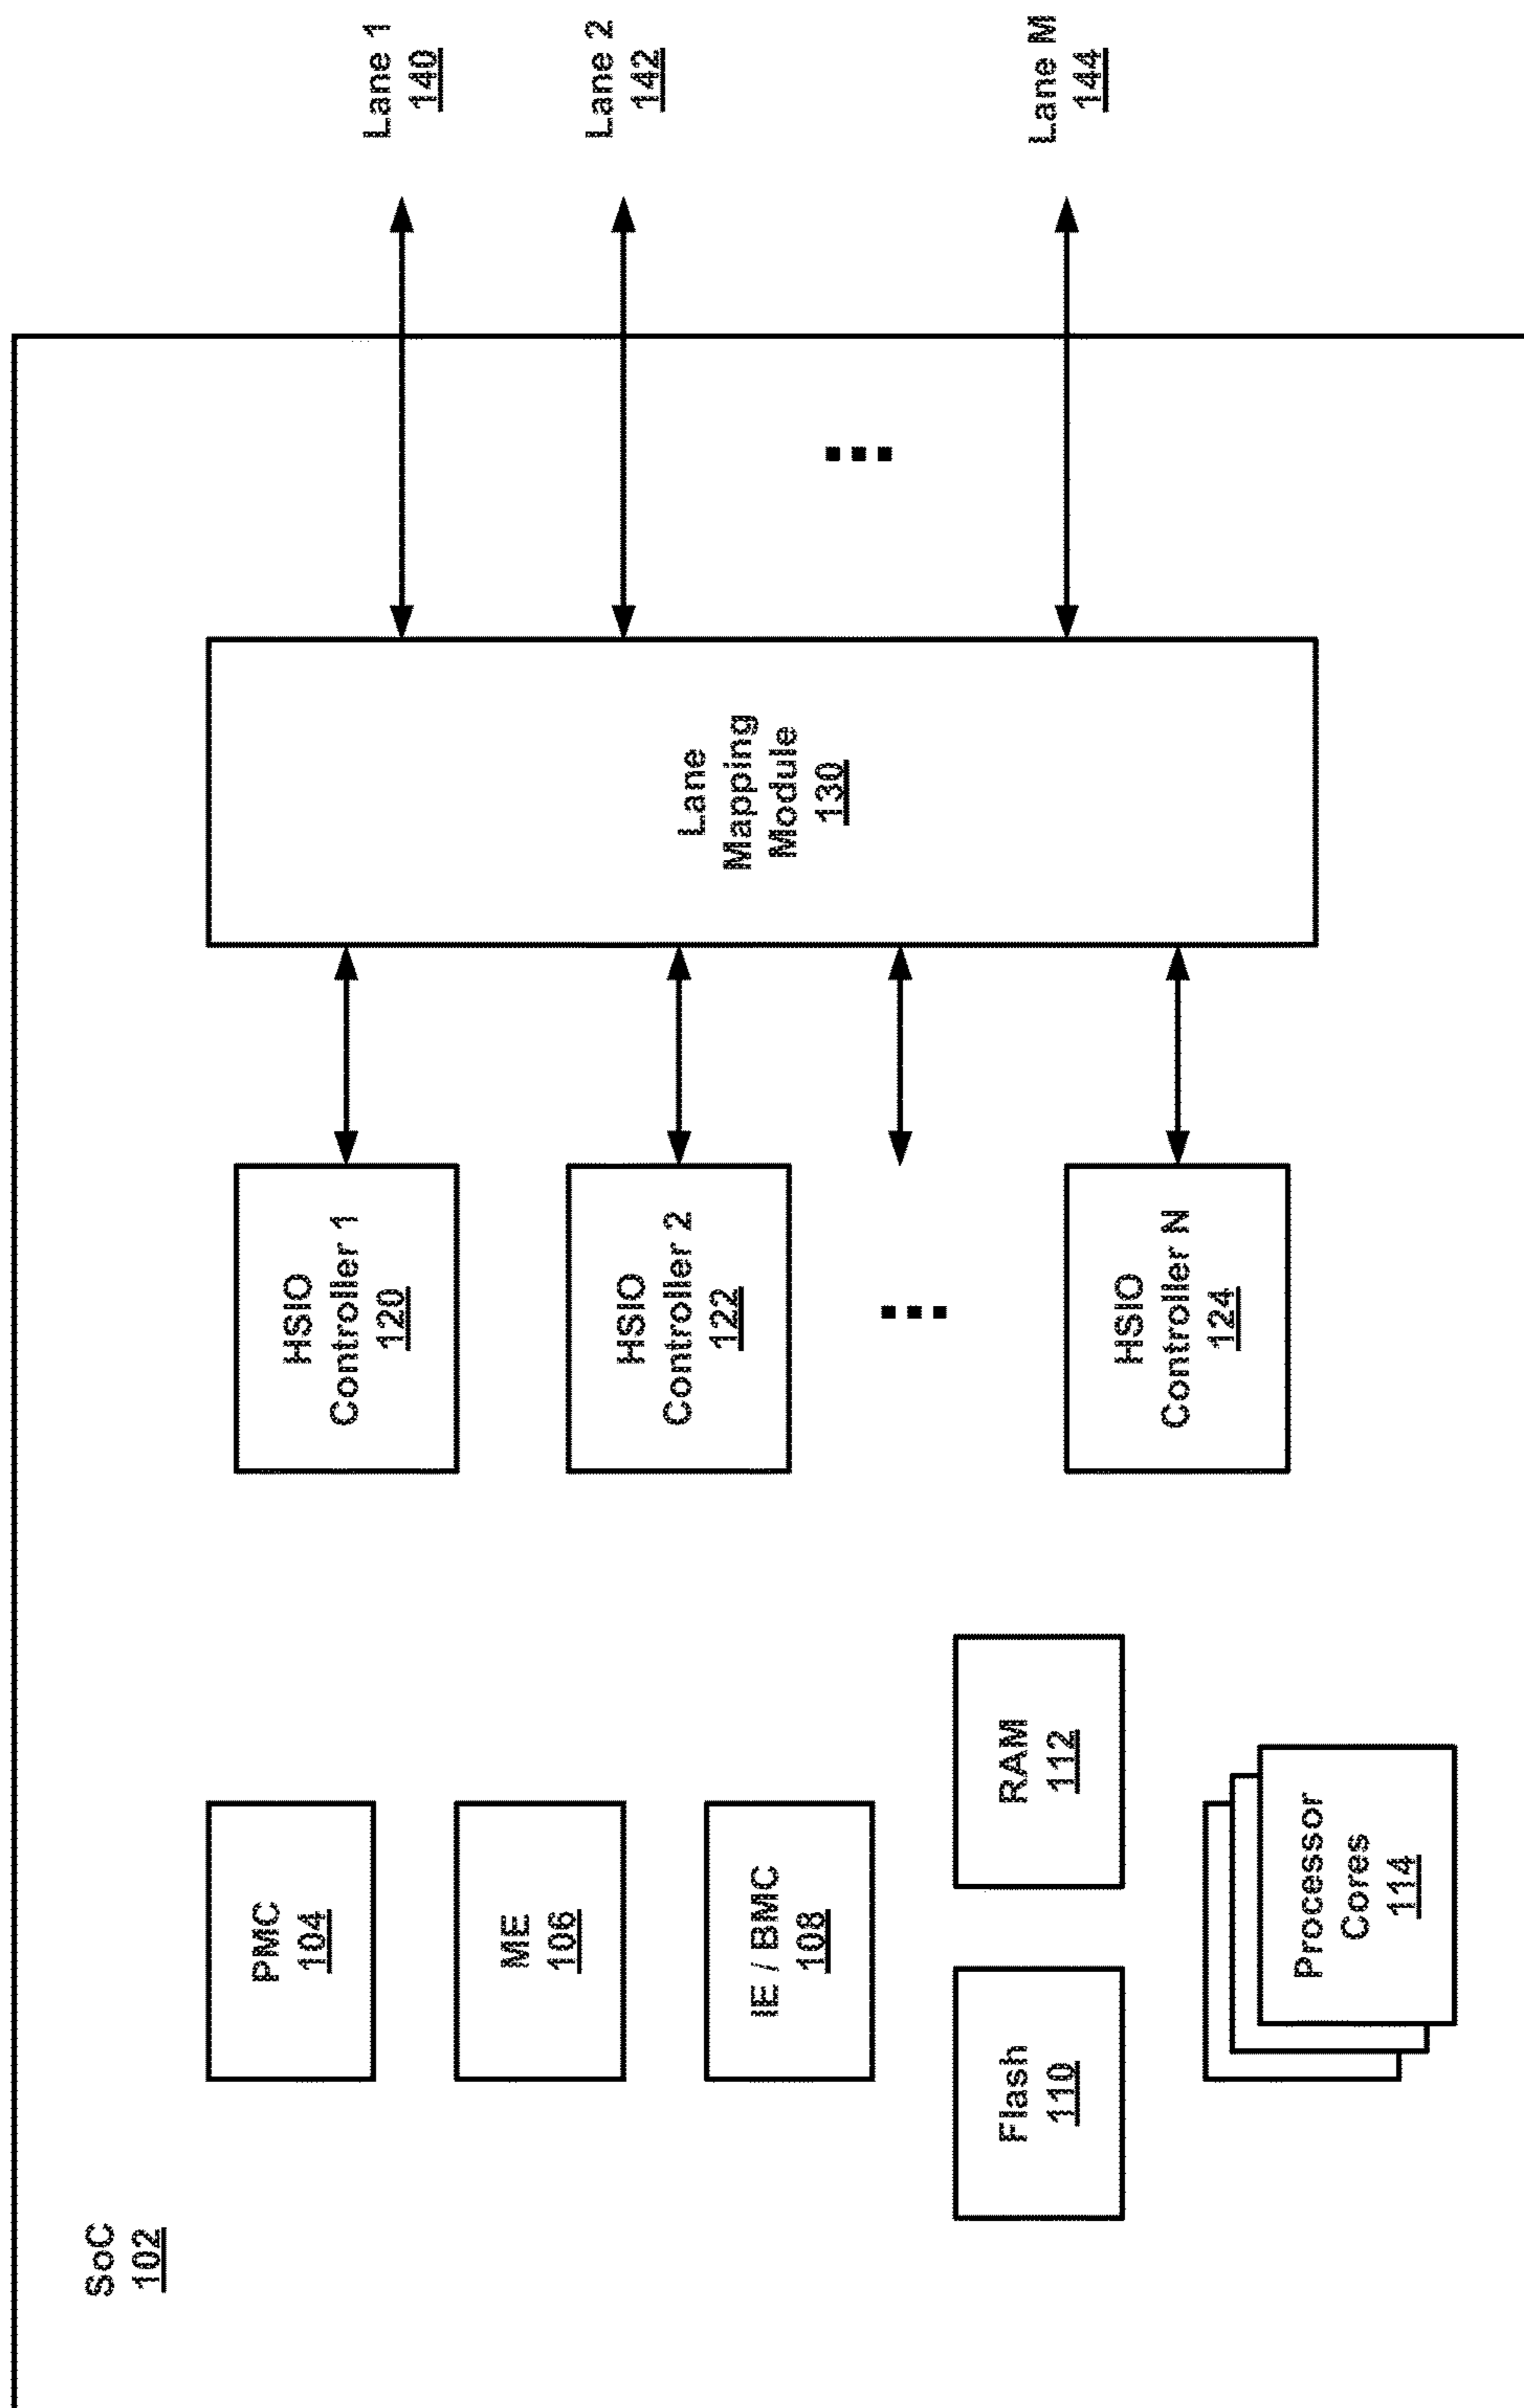 SoC
102
PMC
104
ME
106
IE / BMC
108
Flash
110
RAM
112
Processor
Cores
114
HSIO
Controller 1
120
HSIO
Controller 2
122
HSIO
Controller N
124
Lane
Mapping
Module
130
Lane 1
140
Lane 2
142
Lane M
144